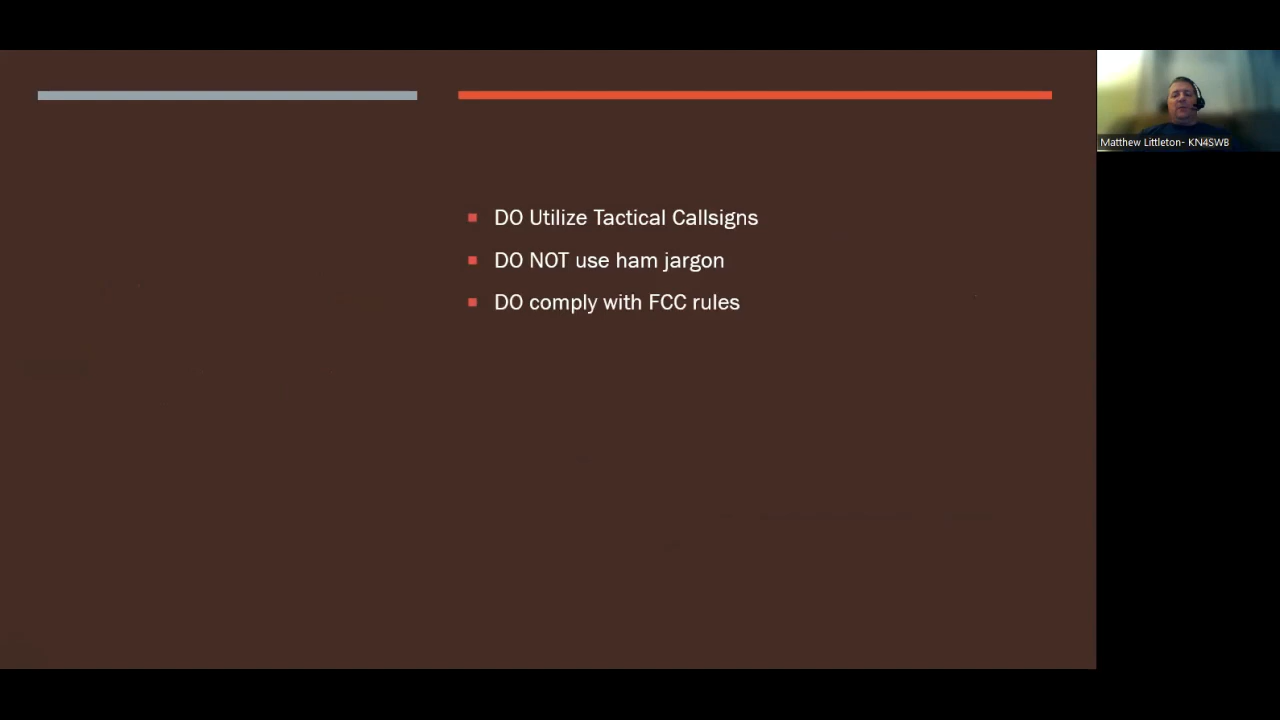 DO Utilize Tactical Callsigns
DO NOT use ham jargon
DO comply with FCC rules
Matthew Littleton- KN4SWB